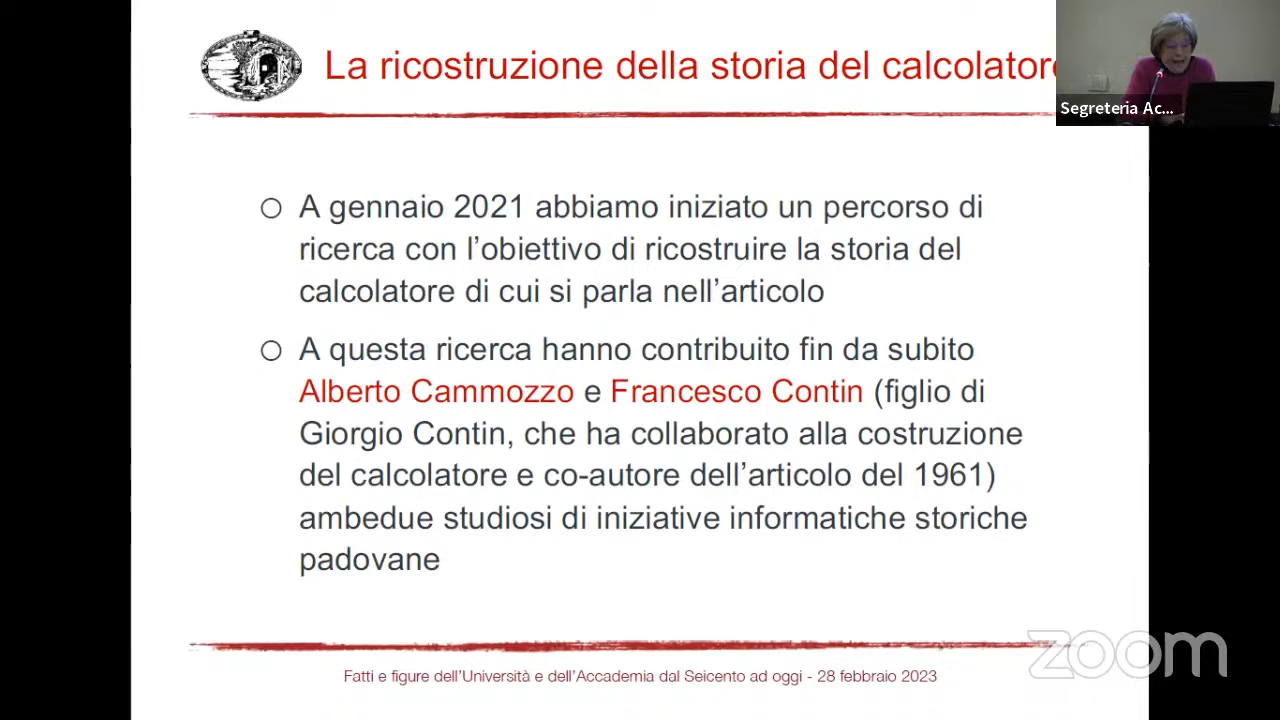 La ricostruzione della storia del calcolatore
Segreteria Ac...
A gennaio 2021 abbiamo iniziato un percorso di
ricerca con l'obiettivo di ricostruire la storia del
calcolatore di cui si parla nell'articolo
A questa ricerca hanno contribuito fin da subito
Alberto Cammozzo e Francesco Contin (figlio di
Giorgio Contin, che ha collaborato alla costruzione
del calcolatore e co-autore dell'articolo del 1961)
ambedue studiosi di iniziative informatiche storiche
padovane
zoom
Fatti e figure dell'Università e dell'Accademia dal Seicento ad oggi - 28 febbraio 2023